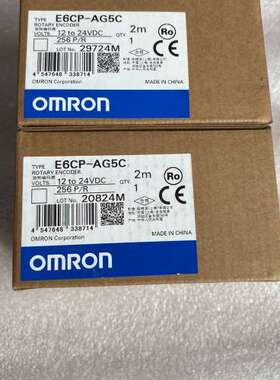 TYPE E6CP-AG5C
ROTARY ENCODER
VOLTS. 12 to 24VDC QTY. 2m
256 P/R 1
LOT No. 29724M
Ro
4 547648 338714
OMRON Corporation
MADE IN CHINA
OMRON
TYPE E6CP-AG5C
ROTARY ENCODER
VOLTS. 12 to 24VDC QTY. 2m
256 P/R 1
LOT No. 20824M
Ro
4 547648 338714
OMRON Corporation
MADE IN CHINA
OMRON